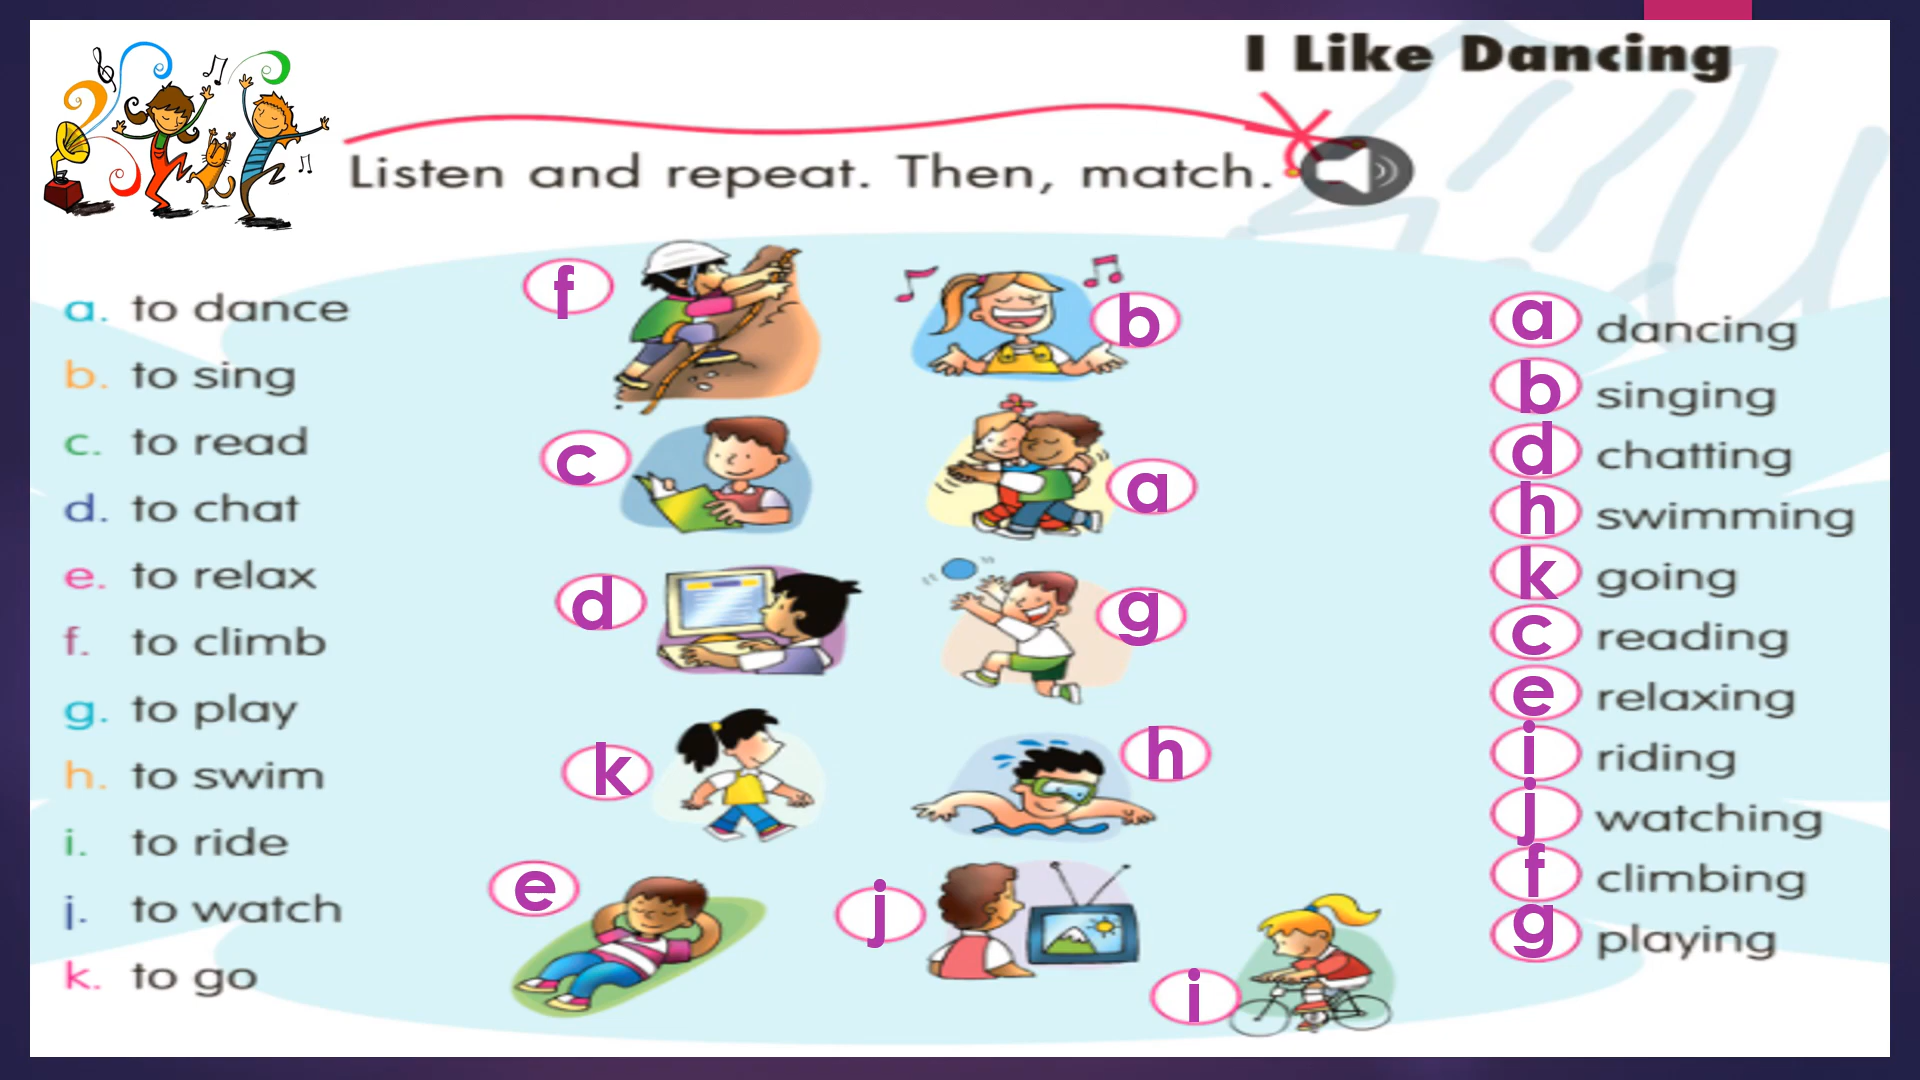 I Like Dancing
Listen and repeat. Then, match.
a. to dance
b. to sing
c. to read
d. to chat
e. to relax
f. to climb
g. to play
h. to swim
i. to ride
j. to watch
k. to go
f
b
c
a
d
g
k
h
e
j
i
a dancing
b singing
d chatting
h swimming
k going
c reading
e relaxing
i riding
j watching
f climbing
g playing